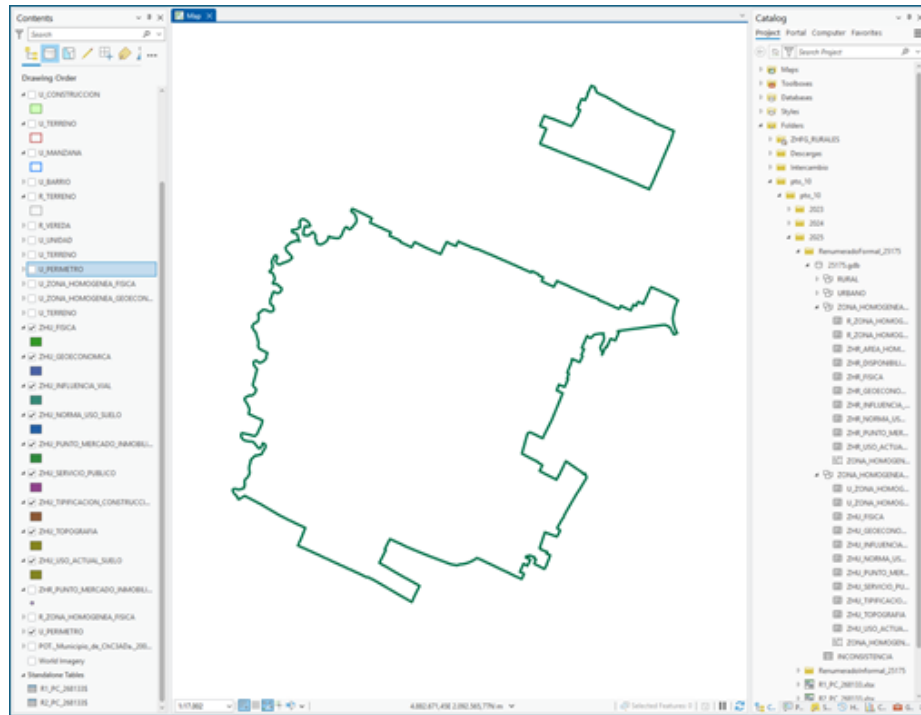 Contents
Search
Drawing Order
U_CONSTRUCCION
U_TERRENO
U_MANZANA
U_BARRIO
R_TERRENO
R_VEREDA
U_UNIDAD
U_TERRENO
U_PERIMETRO
U_ZONA_HOMOGENEA_FISICA
U_ZONA_HOMOGENEA_GEOECON...
U_TERRENO
ZHU_FISICA
ZHU_GEOECONOMICA
ZHU_INFLUENCIA_VIAL
ZHU_NORMA_USO_SUELO
ZHU_PUNTO_MERCADO_INMOBILI...
ZHU_SERVICIO_PUBLICO
ZHU_TIPIFICACION_CONSTRUCCI...
ZHU_TOPOGRAFIA
ZHU_USO_ACTUAL_SUELO
ZHR_PUNTO_MERCADO_INMOBILI...
R_ZONA_HOMOGENEA_FISICA
U_PERIMETRO
World Imagery
Standalone Tables
R1_PC_268133S
R2_PC_268133S
Map
1:17,002
Selected Features: 0
Catalog
Project Portal Computer Favorites
Search Project
Maps
Toolboxes
Databases
Styles
Folders
ZHFG_RURALES
Descargas
Intercambio
pto_10
pto_10
2023
2024
2025
RenumeradoFormal_25175
25175.gdb
RURAL
URBANO
ZONA_HOMOGENEA...
R_ZONA_HOMOG...
R_ZONA_HOMOG...
ZHR_AREA_HOM...
ZHR_DISPONIBILI...
ZHR_FISICA
ZHR_GEOECONO...
ZHR_INFLUENCIA_...
ZHR_NORMA_US...
ZHR_PUNTO_MER...
ZHR_USO_ACTUA...
ZONA_HOMOGEN...
ZONA_HOMOGENEA...
U_ZONA_HOMOG...
U_ZONA_HOMOG...
ZHU_FISICA
ZHU_GEOECONO...
ZHU_INFLUENCIA...
ZHU_NORMA_US...
ZHU_PUNTO_MER...
ZHU_SERVICIO_PU...
ZHU_TIPIFICACIO...
ZHU_TOPOGRAFIA
ZHU_USO_ACTUA...
ZONA_HOMOGEN...
INCONSISTENCIA
RenumeradoInformal_25175